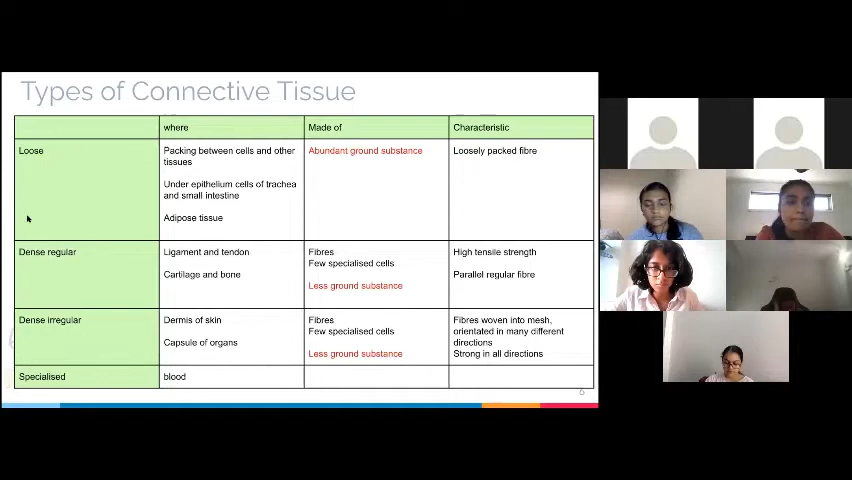 Types of Connective Tissue
where
Made of
Characteristic
Loose
Packing between cells and other
tissues
Under epithelium cells of trachea
and small intestine
Adipose tissue
Abundant ground substance
Loosely packed fibre
Dense regular
Ligament and tendon
Cartilage and bone
Fibres
Few specialised cells
Less ground substance
High tensile strength
Parallel regular fibre
Dense irregular
Dermis of skin
Capsule of organs
Fibres
Few specialised cells
Less ground substance
Fibres woven into mesh,
orientated in many different
directions
Strong in all directions
Specialised
blood
6